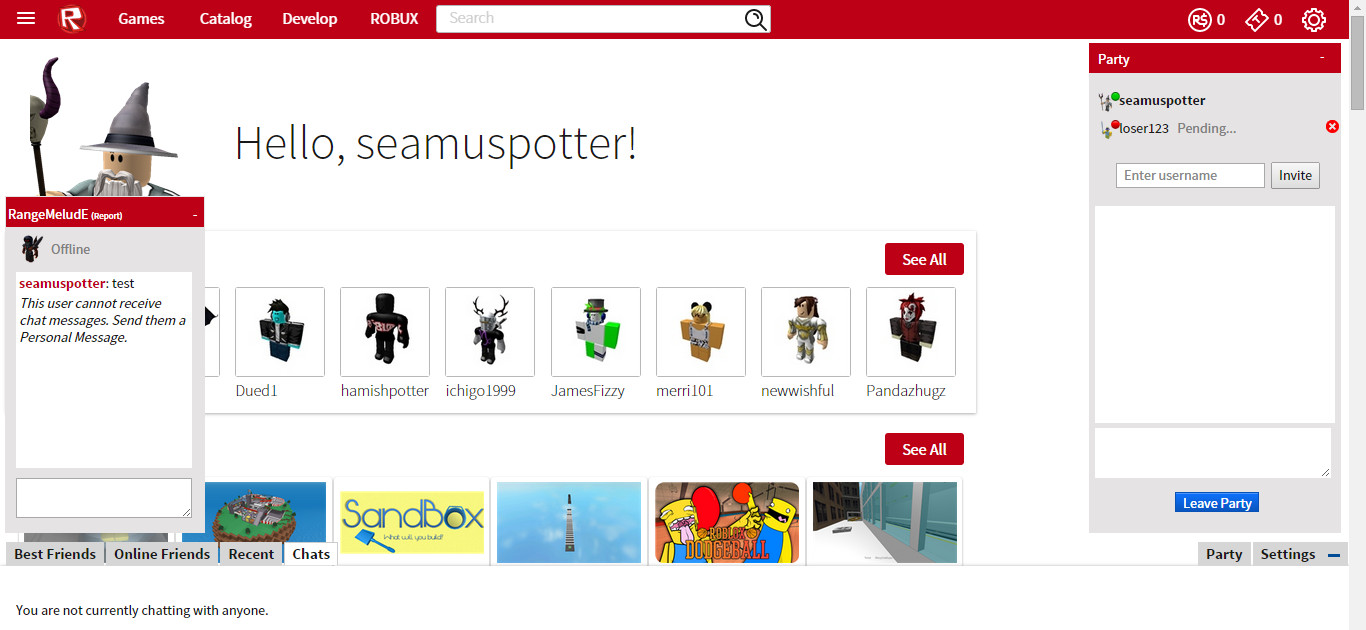 Games Catalog Develop ROBUX Search R$ 0 0
Party -
Hello, seamuspotter!
seamuspotter
loser123 Pending...
Enter username Invite
RangeMeludE (Report) -
Offline
seamuspotter: test
This user cannot receive
chat messages. Send them a
Personal Message.
See All
Dued1 hamishpotter ichigo1999 JamesFizzy merri101 newwishful Pandazhugz
See All
SandBox
What will you build?
ROBLOX
DODGEBALL
Leave Party
Best Friends Online Friends Recent Chats
Party Settings
You are not currently chatting with anyone.